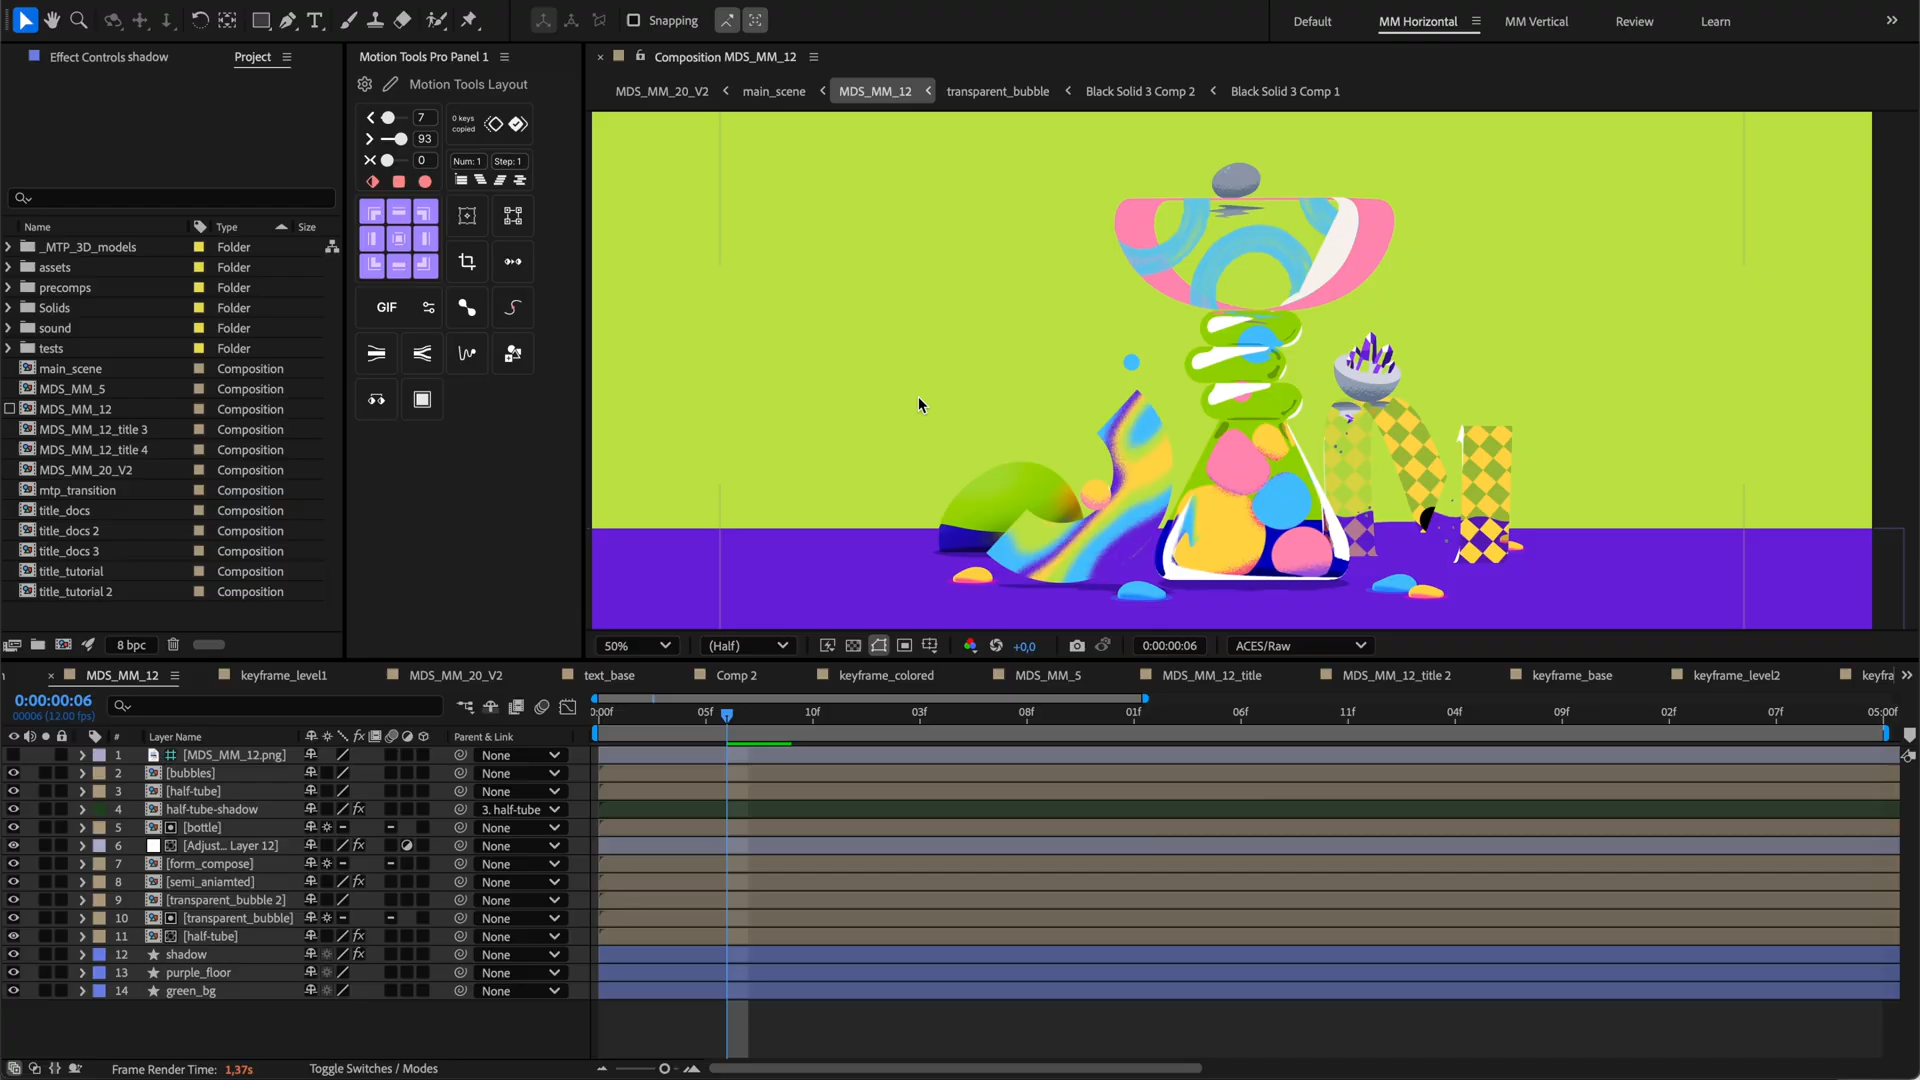 Snapping
Default
MM Horizontal
MM Vertical
Review
Learn
Effect Controls shadow
Project
Motion Tools Pro Panel 1
Composition MDS_MM_12
Motion Tools Layout
MDS_MM_20_V2
main_scene
MDS_MM_12
transparent_bubble
Black Solid 3 Comp 2
Black Solid 3 Comp 1
7
93
0
0 keys
copied
Num: 1
Step: 1
GIF
Name
Type
Size
_MTP_3D_models
Folder
assets
Folder
precomps
Folder
Solids
Folder
sound
Folder
tests
Folder
main_scene
Composition
MDS_MM_5
Composition
MDS_MM_12
Composition
MDS_MM_12_title 3
Composition
MDS_MM_12_title 4
Composition
MDS_MM_20_V2
Composition
mtp_transition
Composition
title_docs
Composition
title_docs 2
Composition
title_docs 3
Composition
title_tutorial
Composition
title_tutorial 2
Composition
8 bpc
50%
(Half)
+0,0
0:00:00:06
ACES/Raw
MDS_MM_12
keyframe_level1
MDS_MM_20_V2
text_base
Comp 2
keyframe_colored
MDS_MM_5
MDS_MM_12_title
MDS_MM_12_title 2
keyframe_base
keyframe_level2
keyfra
0:00:00:06
00006 (12.00 fps)
0:00f
05f
10f
03f
08f
01f
06f
11f
04f
09f
02f
07f
05:00f
#
Layer Name
fx
Parent & Link
1 [MDS_MM_12.png] None
2 [bubbles] None
3 [half-tube] None
4 half-tube-shadow fx 3. half-tube
5 [bottle] None
6 [Adjust... Layer 12] fx None
7 [form_compose] None
8 [semi_aniamted] fx None
9 [transparent_bubble 2] None
10 [transparent_bubble] None
11 [half-tube] fx None
12 shadow fx None
13 purple_floor None
14 green_bg None
Frame Render Time: 1,37s
Toggle Switches / Modes